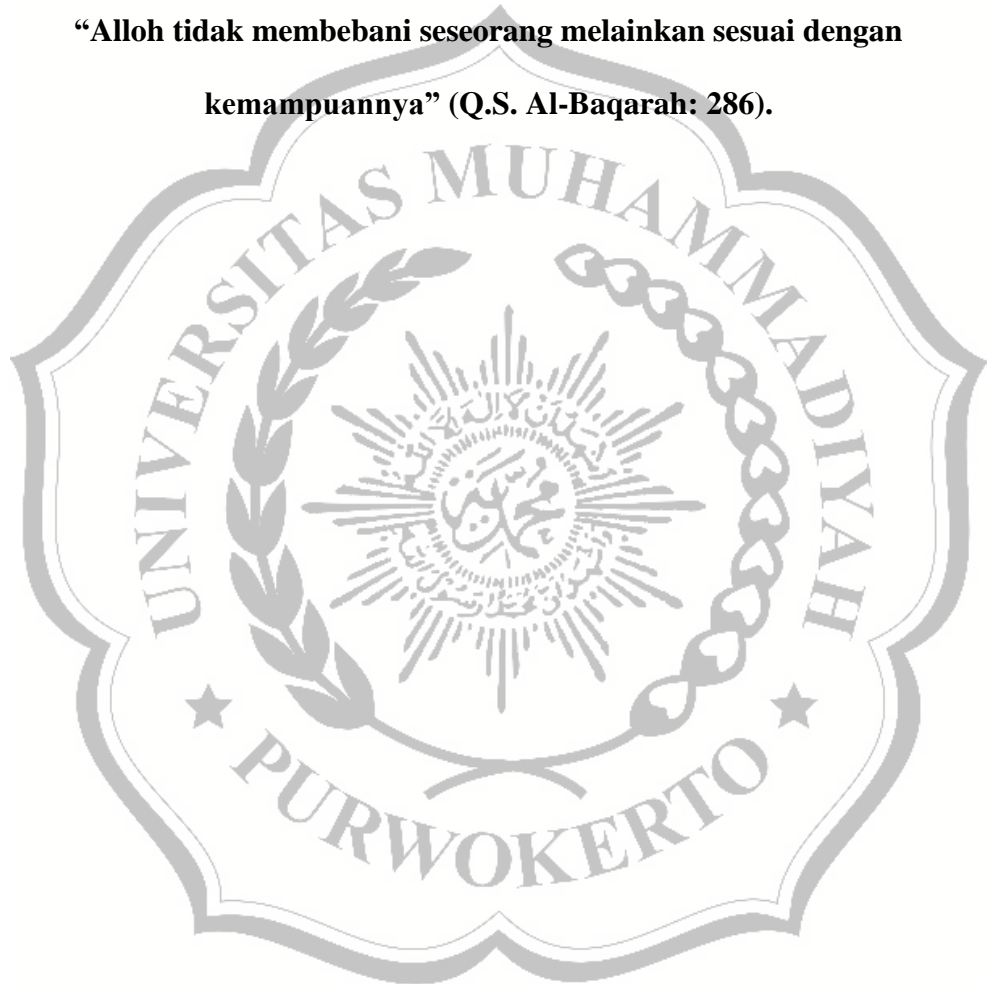 “Alloh tidak membebani seseorang melainkan sesuai dengan
kemampuannya” (Q.S. Al-Baqarah: 286).
UNIVERSITAS MUHAMMADIYAH
PURWOKERTO